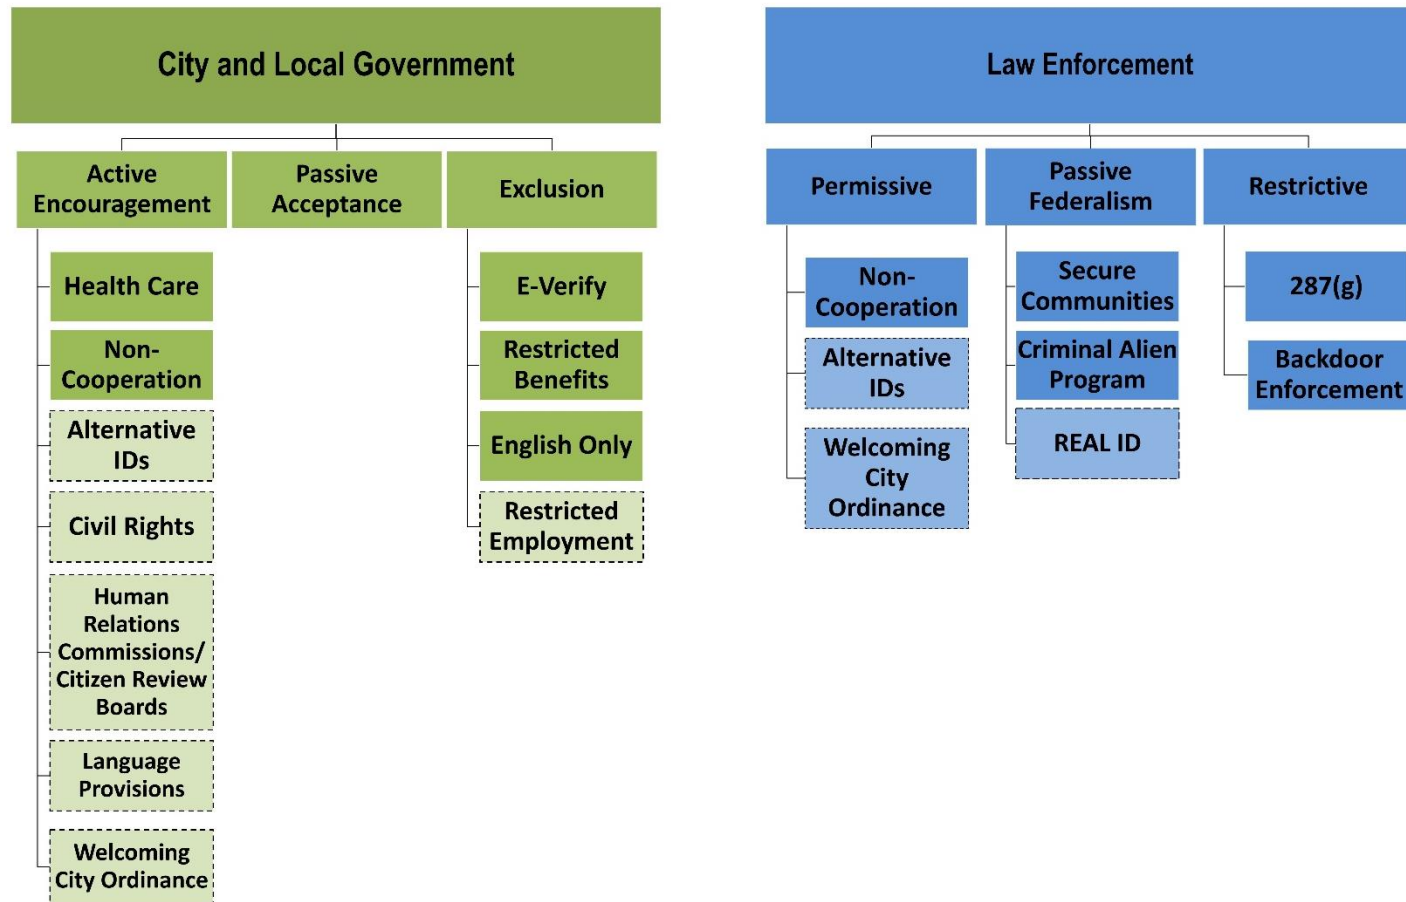 City and Local Government
Active
Encouragement
Passive
Acceptance
Exclusion
Health Care
Non-
Cooperation
Alternative
IDs
Civil Rights
Human
Relations
Commissions/
Citizen Review
Boards
Language
Provisions
Welcoming
City Ordinance
E-Verify
Restricted
Benefits
English Only
Restricted
Employment
Law Enforcement
Permissive
Passive
Federalism
Restrictive
Non-
Cooperation
Alternative
IDs
Welcoming
City
Ordinance
Secure
Communities
Criminal Alien
Program
REAL ID
287(g)
Backdoor
Enforcement